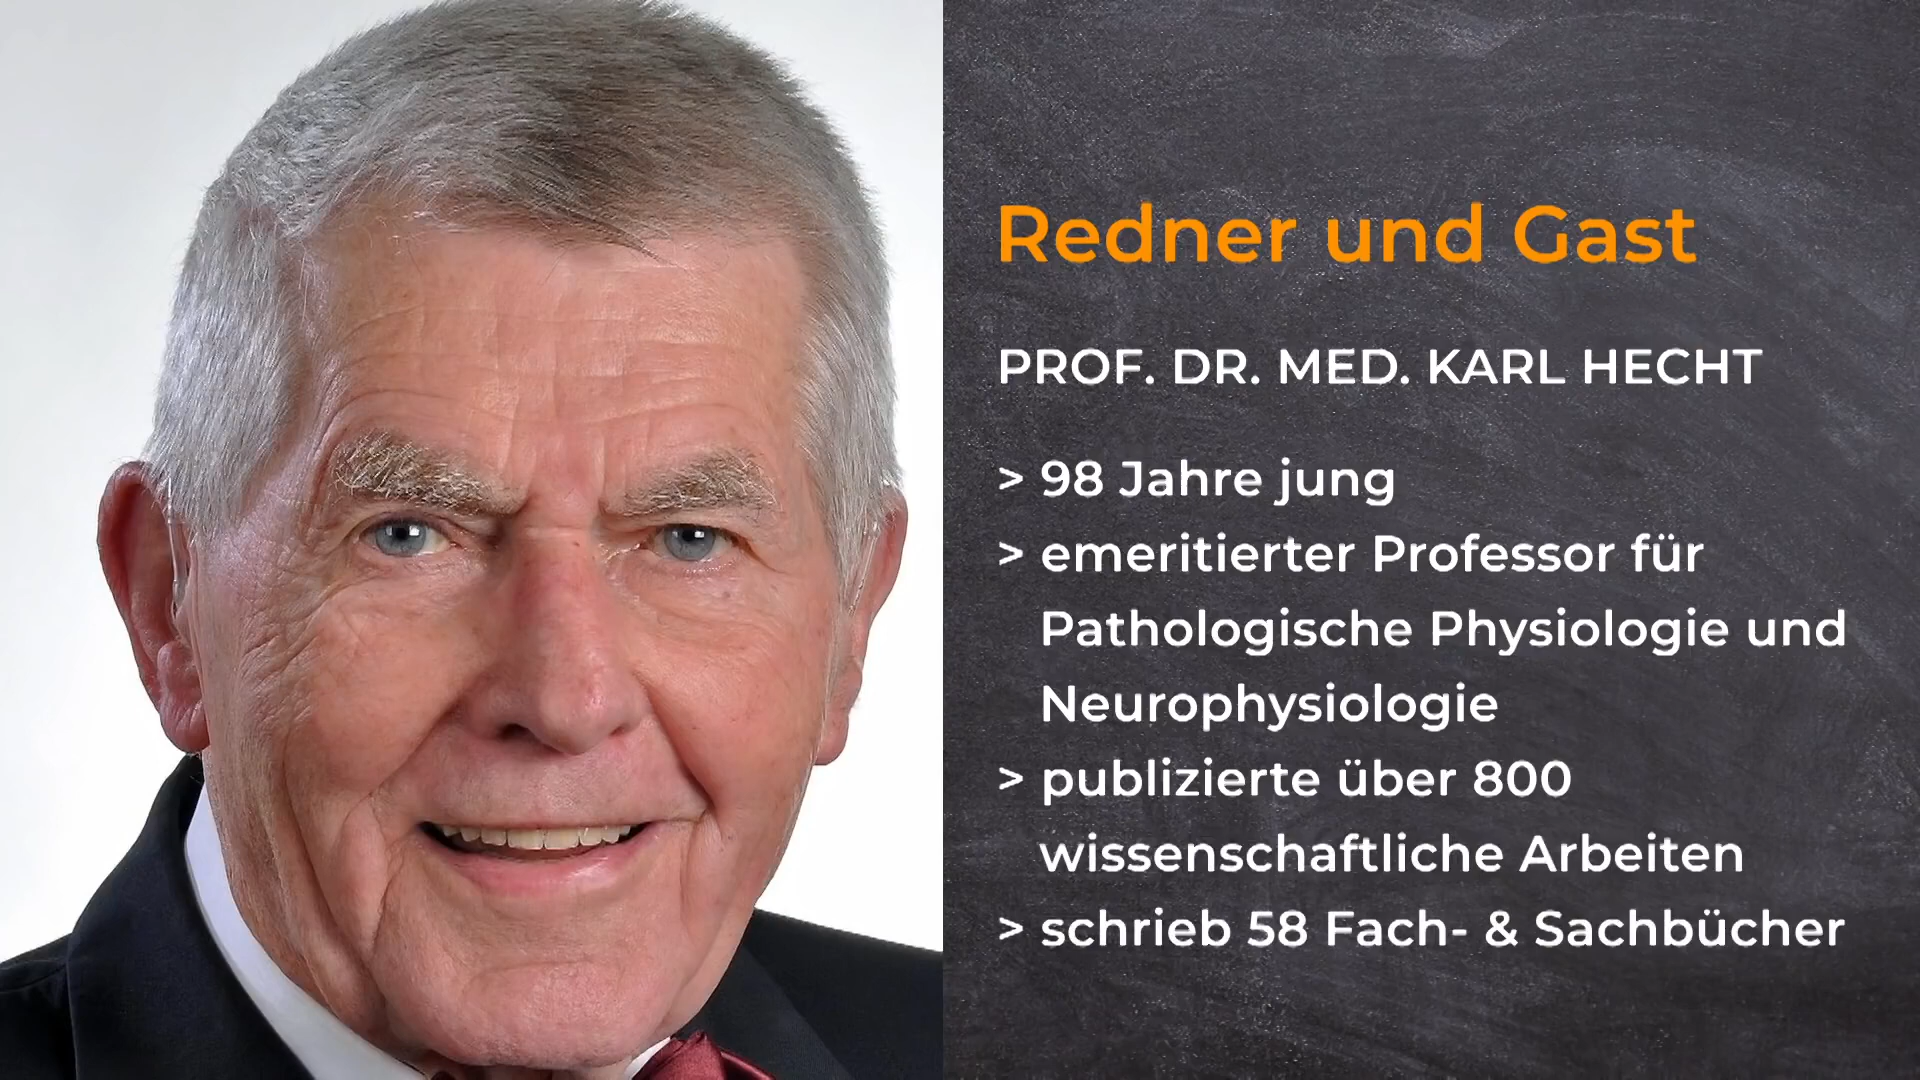 Redner und Gast
PROF. DR. MED. KARL HECHT
> 98 Jahre jung
> emeritierter Professor für
Pathologische Physiologie und
Neurophysiologie
> publizierte über 800
wissenschaftliche Arbeiten
> schrieb 58 Fach- & Sachbücher